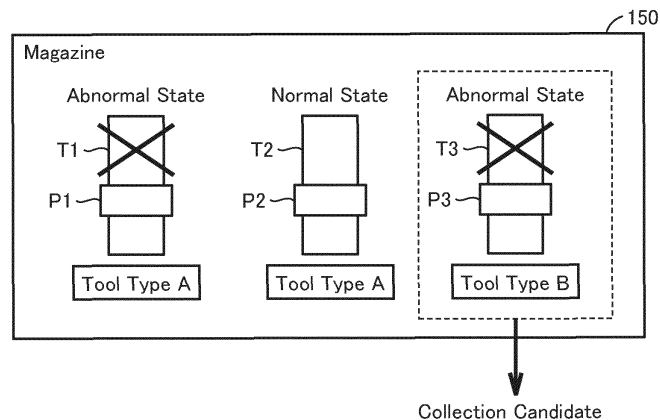 150
Magazine
Abnormal State
Normal State
Abnormal State
T1
T2
T3
P1
P2
P3
Tool Type A
Tool Type A
Tool Type B
Collection Candidate